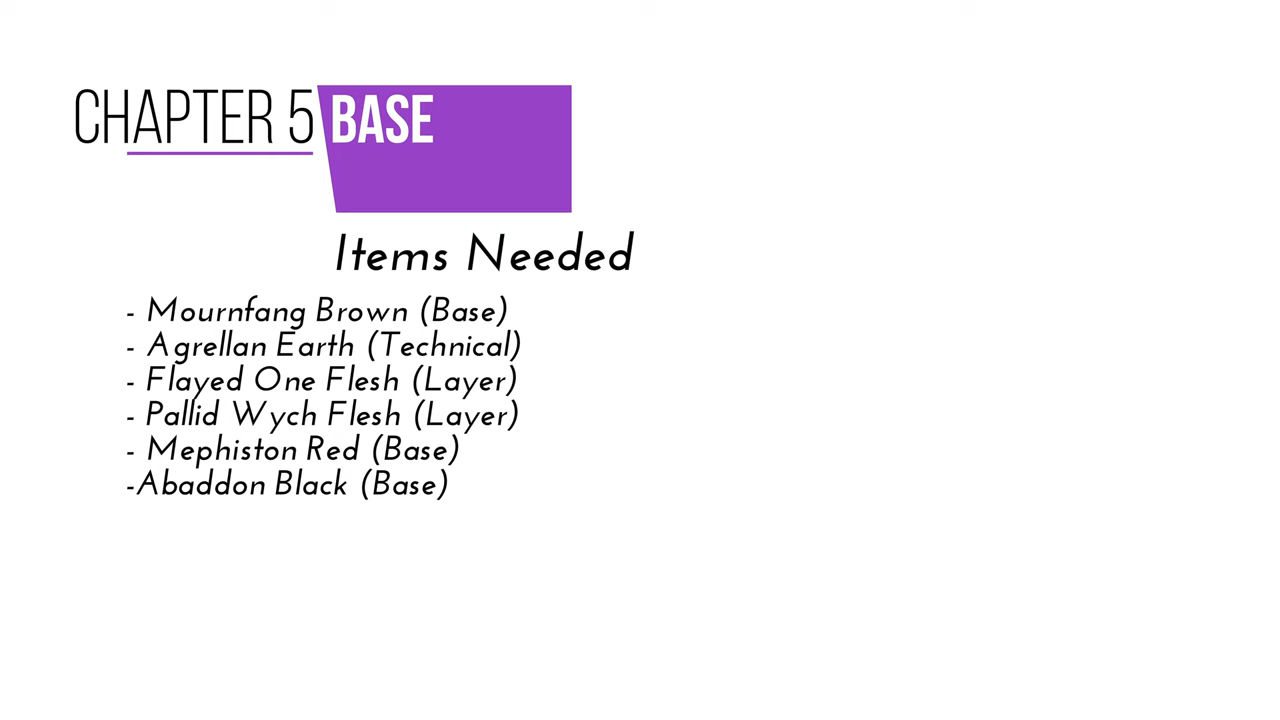 CHAPTER 5 BASE
Items Needed
- Mournfang Brown (Base)
- Agrellan Earth (Technical)
- Flayed One Flesh (Layer)
- Pallid Wych Flesh (Layer)
- Mephiston Red (Base)
-Abaddon Black (Base)